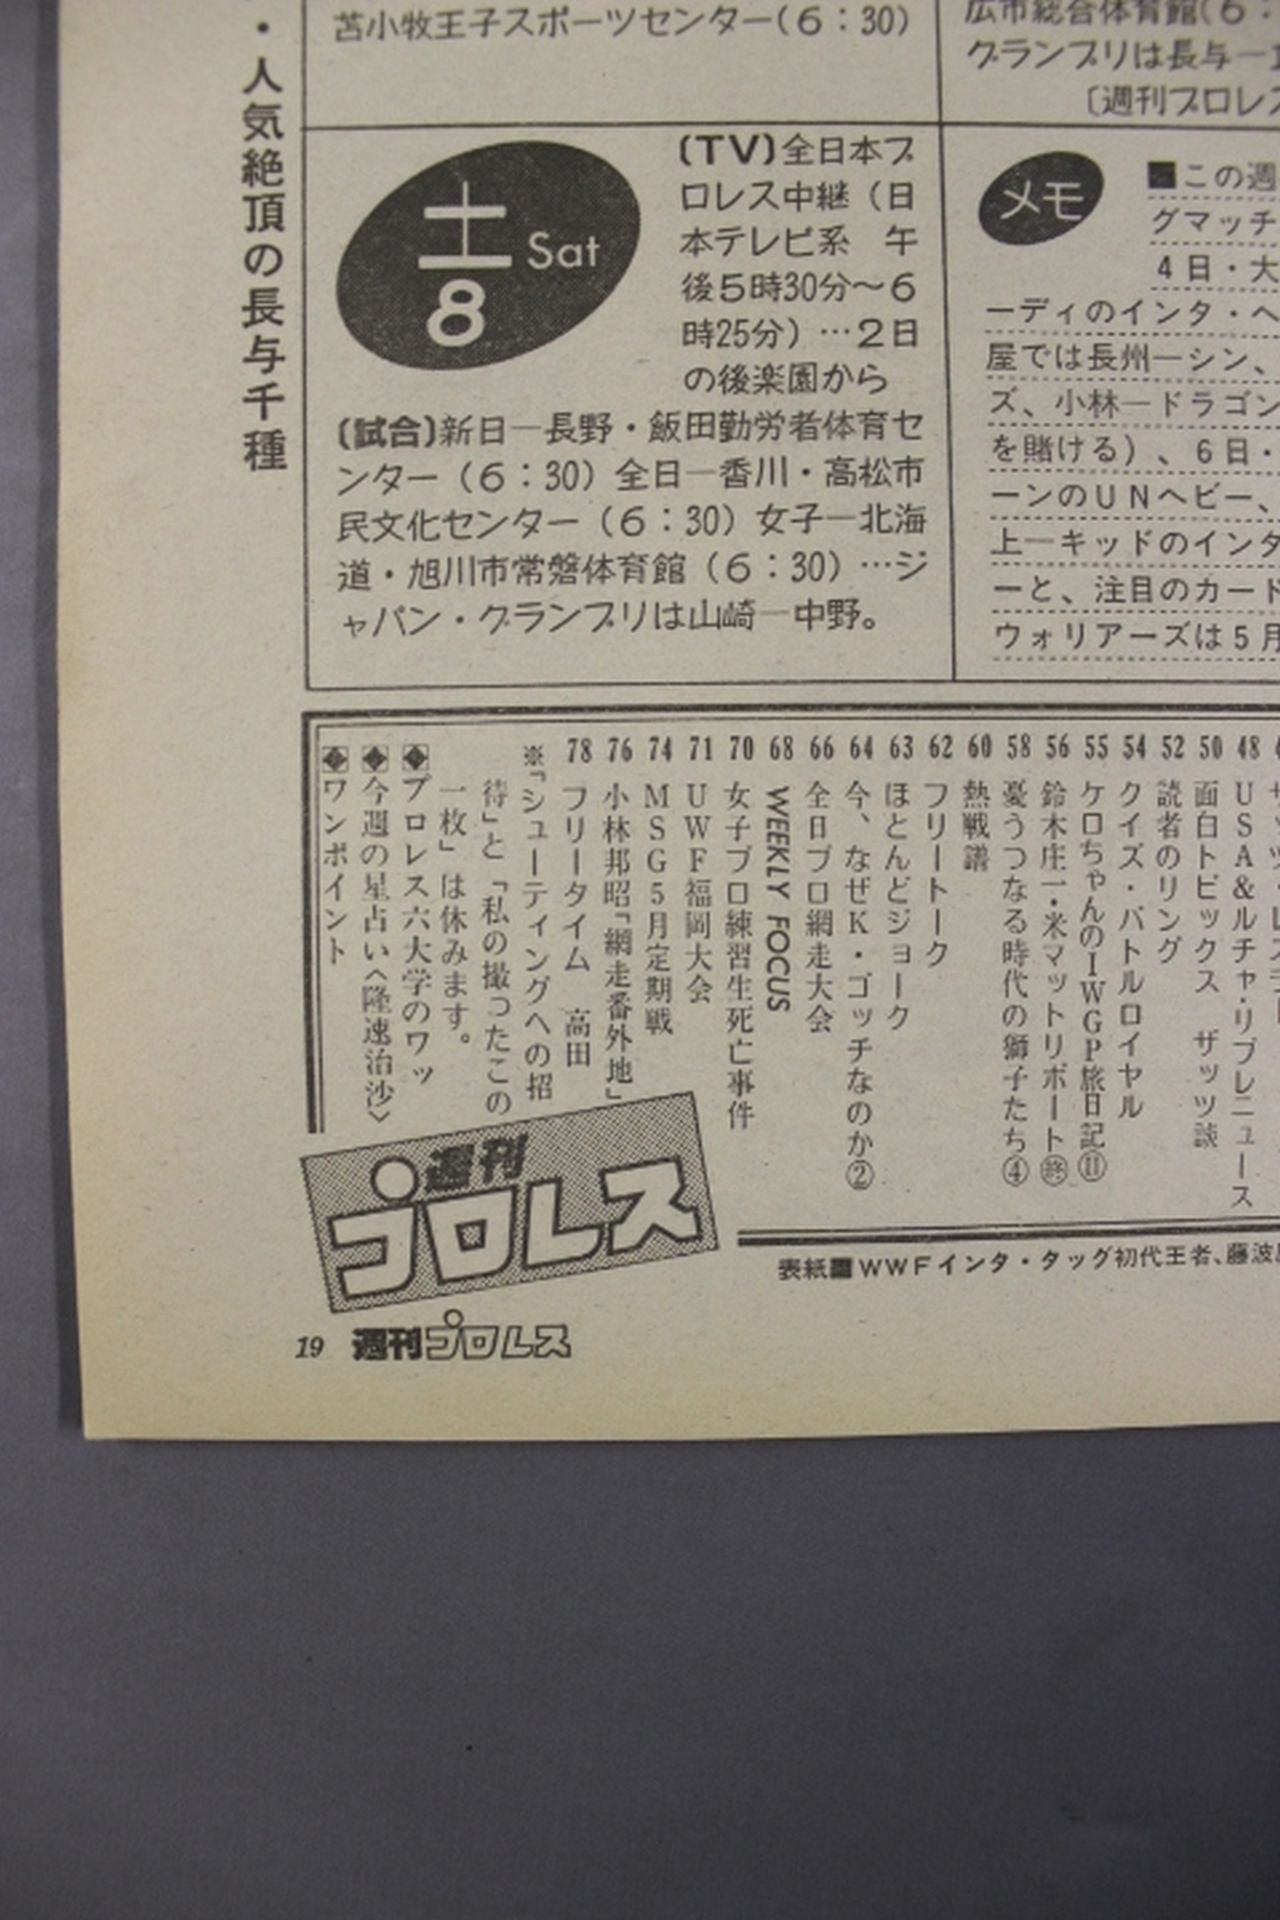 ・人気絶頂の長与千種
苫小牧王子スポーツセンター(6：30)
広市総合体育館(6：
グランプリは長与―
〔週刊プロレス
土
Sat
8
〔TV〕全日本プ
ロレス中継（日
本テレビ系　午
後5時30分～6
時25分）…2日
の後楽園から
〔試合〕新日―長野・飯田勤労者体育セ
ンター（6：30）全日―香川・高松市
民文化センター（6：30）女子―北海
道・旭川市常磐体育館（6：30）…ジ
ャパン・グランプリは山崎―中野。
メモ
■この週
グマッチ
4日・大
ーディのインタ・ヘ
屋では長州―シン、
ズ、小林―ドラゴン
を賭ける）、6日・
ーンのUNヘビー、
上―キッドのインタ
ーと、注目のカード
ウォリアーズは5月
48 USA&ルチャ・リブレニュース
50 面白トピックス　ザッツ談
52 読者のリング
54 クイズ・バトルロイヤル
55 ケロちゃんのIWGP旅日記⑪
56 鈴木庄一・米マットリポート㊡
58 憂うつなる時代の獅子たち④
60 熱戦譜
62 フリートーク
63 ほとんどジョーク
64 今、なぜK・ゴッチなのか②
66 全日プロ網走大会
68 WEEKLY FOCUS
70 女子プロ練習生死亡事件
71 UWF福岡大会
74 MSG5月定期戦
76 小林邦昭「網走番外地」
78 フリータイム　高田
※「シューティングへの招
待」と「私の撮ったこの
一枚」は休みます。
◆プロレス六大学のワッ
◆今週の星占い〈隆速治沙〉
◆ワンポイント
週刊
プロレス
表紙■WWFインタ・タッグ初代王者、藤波
19 週刊プロレス